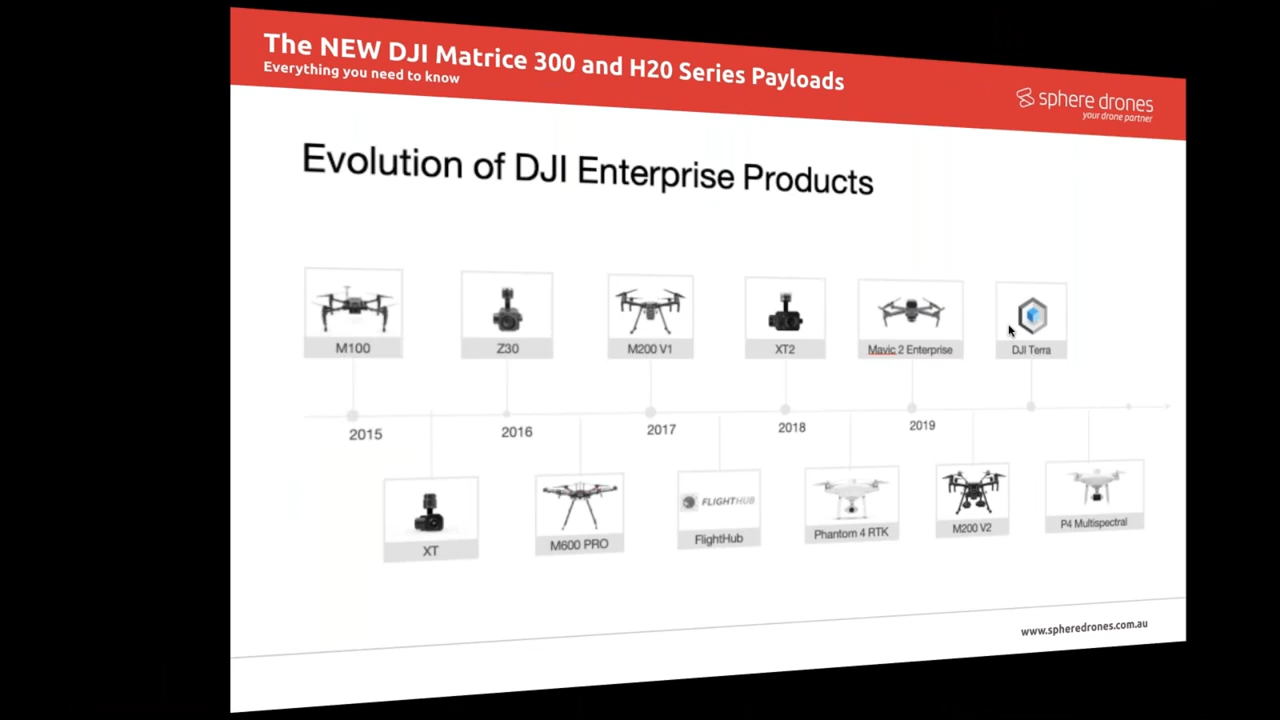 The NEW DJI Matrice 300 and H20 Series Payloads
Everything you need to know
sphere drones
your drone partner
Evolution of DJI Enterprise Products
M100
Z30
M200 V1
XT2
Mavic 2 Enterprise
DJI Terra
2015
2016
2017
2018
2019
FLIGHTHUB
XT
M600 PRO
FlightHub
Phantom 4 RTK
M200 V2
P4 Multispectral
www.spheredrones.com.au